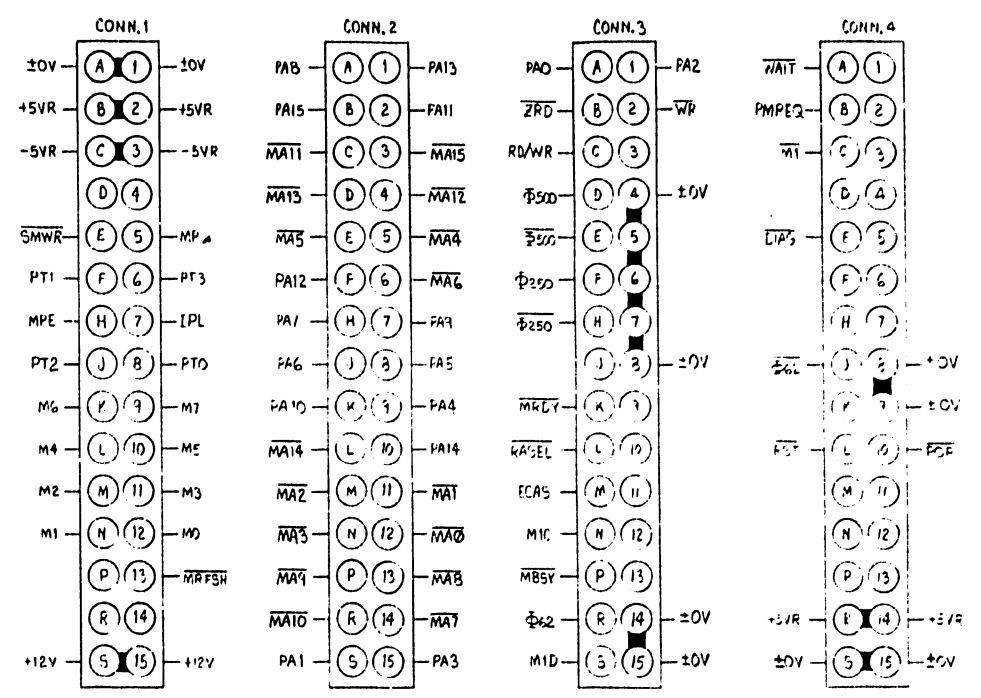 CONN.1 CONN.2 CONN.3 CONN.4
±0V A 1 ±0V PA8 A 1 PA13 PA0 A 1 PA2 WAIT A 1
+5VR B 2 +5VR PA15 B 2 PA11 ZRD B 2 WR PMPEQ B 2
-5VR C 3 -5VR MA11 C 3 MA15 RD/WR C 3 M1 C 3
D 4 MA13 D 4 MA12 Φ500 D 4 ±0V D 4
SMWR E 5 MA5 E 5 MA4 Φ500 E 5 E 5
PT1 F 6 PT3 PA12 F 6 MA6 Φ250 F 6 F 6
MPE H 7 IPL PA7 H 7 PA9 Φ250 H 7 H 7
PT2 J 8 PT0 PA6 J 8 PA5 J 8 ±0V J 8 ±0V
M6 K 9 M7 PA10 K 9 PA4 MRDY K 9 K 9 ±0V
M4 L 10 M5 MA14 L 10 PA14 RASEL L 10 L 10
M2 M 11 M3 MA2 M 11 MA1 ECAS M 11 M 11
M1 N 12 M0 MA3 N 12 MAØ M1C N 12 N 12
P 13 MRFSH MA9 P 13 MA8 MBSY P 13 P 13
R 14 MA10 R 14 MA7 Φ62 R 14 ±0V +5VR R 14 +5VR
+12V S 15 +12V PA1 S 15 PA3 M1D S 15 ±0V ±0V S 15 ±0V